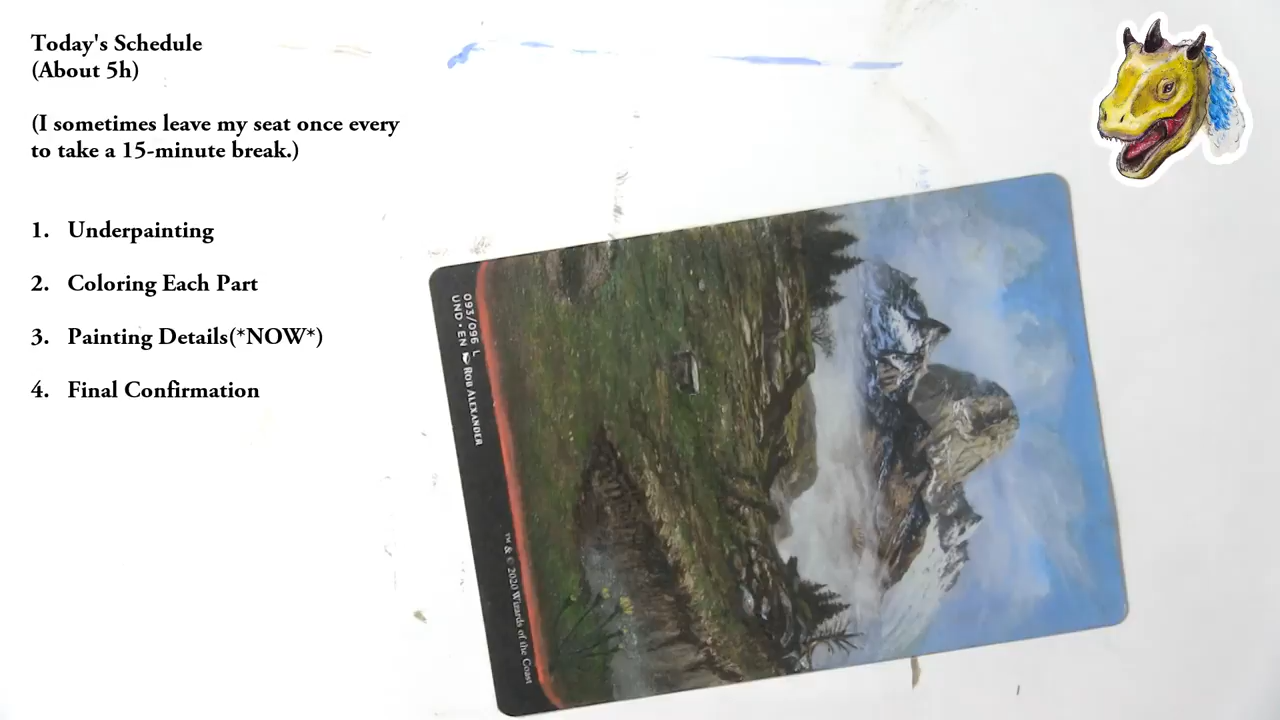 Today's Schedule
(About 5h)
(I sometimes leave my seat once every
to take a 15-minute break.)
1. Underpainting
2. Coloring Each Part
3. Painting Details(*NOW*)
4. Final Confirmation
093/096 L
UND • EN ROB ALEXANDER
™ & © 2020 Wizards of the Coast